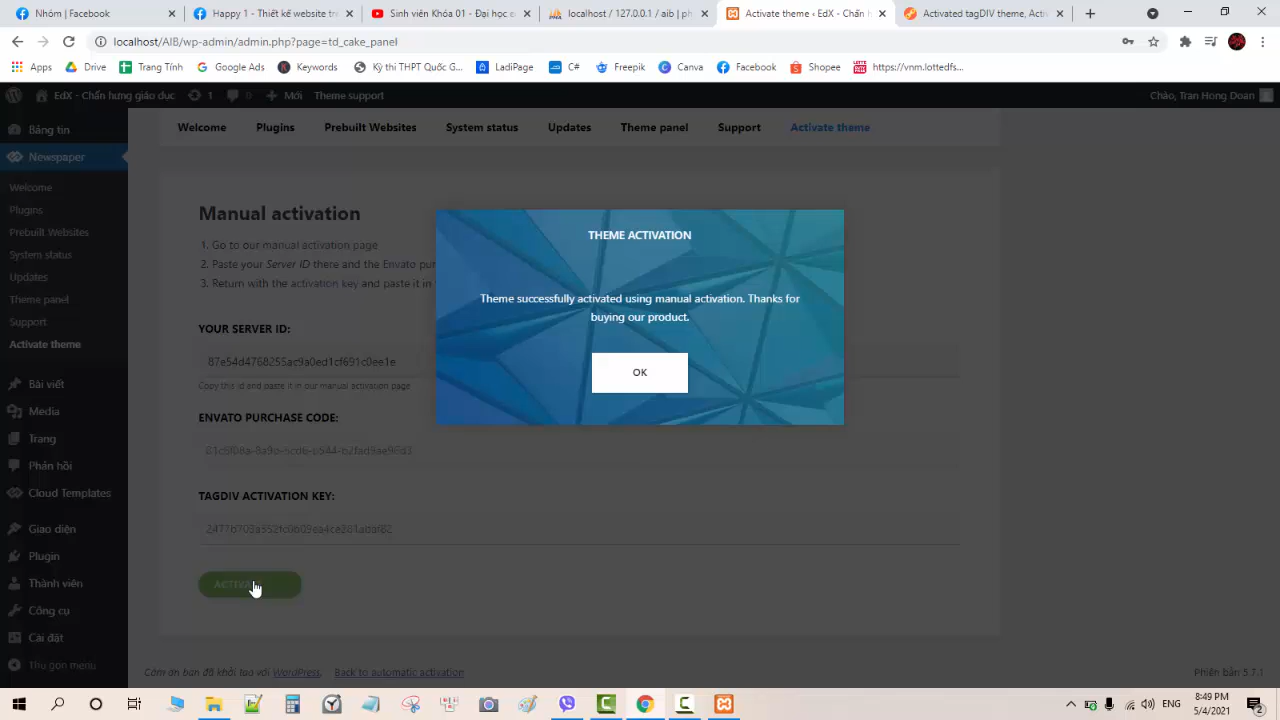 (10) Facebook
Nébanos webtretho
Sinh viên Khóa1 - Đại học
localhost / 127.0.0.1 / aib | ph
Activate theme ‹ EdX - Chấn h
Activated tagDIV theme, Activat
localhost/AIB/wp-admin/admin.php?page=td_cake_panel
Apps Drive Trang Tính Google Ads Keywords Kỳ thi THPT Quốc G... LadiPage C# Freepik Canva Facebook Shopee https://vnm.lottedfs...
EdX - Chấn hưng giáo dục 1 0 Mới Theme support Chào, Tran Hong Doan
Bảng tin
Newspaper
Welcome
Plugins
Prebuilt Websites
System status
Updates
Theme panel
Support
Activate theme
Bài viết
Media
Trang
Phản hồi
Cloud Templates
Giao diện
Plugin
Thành viên
Công cụ
Cài đặt
Thu gọn menu
Welcome Plugins Prebuilt Websites System status Updates Theme panel Support Activate theme
Manual activation
1. Go to our manual activation page
2. Paste your Server ID there and the Envato pur
3. Return with the activation key and paste it in
YOUR SERVER ID:
87e54d4768255ac9a0ed1cf691c0ee1e
Copy this id and paste it in our manual activation page
ENVATO PURCHASE CODE:
TAGDIV ACTIVATION KEY:
ACTIVATE
THEME ACTIVATION
Theme successfully activated using manual activation. Thanks for
buying our product.
OK
Cảm ơn bạn đã khởi tạo với WordPress. Back to automatic activation
Phiên bản 5.7.1
ENG
8:49 PM
5/4/2021
2